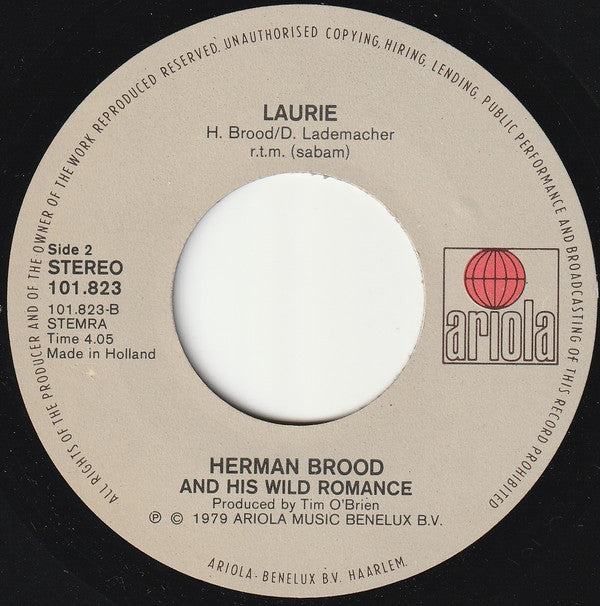 ALL RIGHTS OF THE PRODUCER AND OF THE OWNER OF THE WORK REPRODUCED RESERVED. UNAUTHORISED COPYING, HIRING, LENDING, PUBLIC PERFORMANCE AND BROADCASTING OF THIS RECORD PROHIBITED
LAURIE
H. Brood/D. Lademacher
r.t.m. (sabam)
Side 2
STEREO
101.823
101.823-B
STEMRA
Time 4.05
Made in Holland
ariola
HERMAN BROOD
AND HIS WILD ROMANCE
Produced by Tim O'Brien
℗ © 1979 ARIOLA MUSIC BENELUX B.V.
ARIOLA-BENELUX B.V. HAARLEM